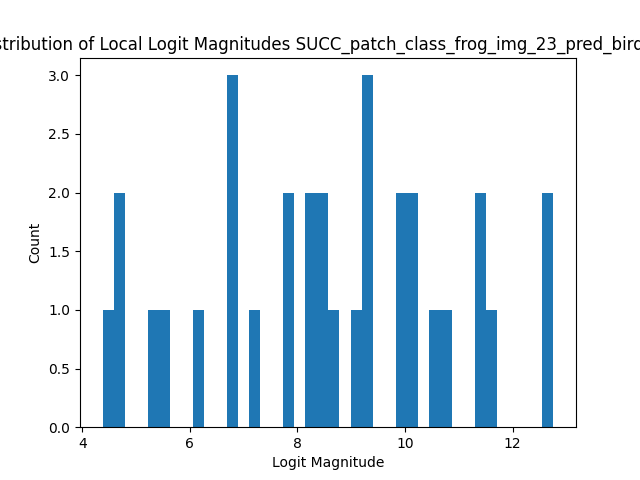 stribution of Local Logit Magnitudes SUCC_patch_class_frog_img_23_pred_bird
3.0
2.5
2.0
1.5
1.0
0.5
0.0
Count
4 6 8 10 12
Logit Magnitude